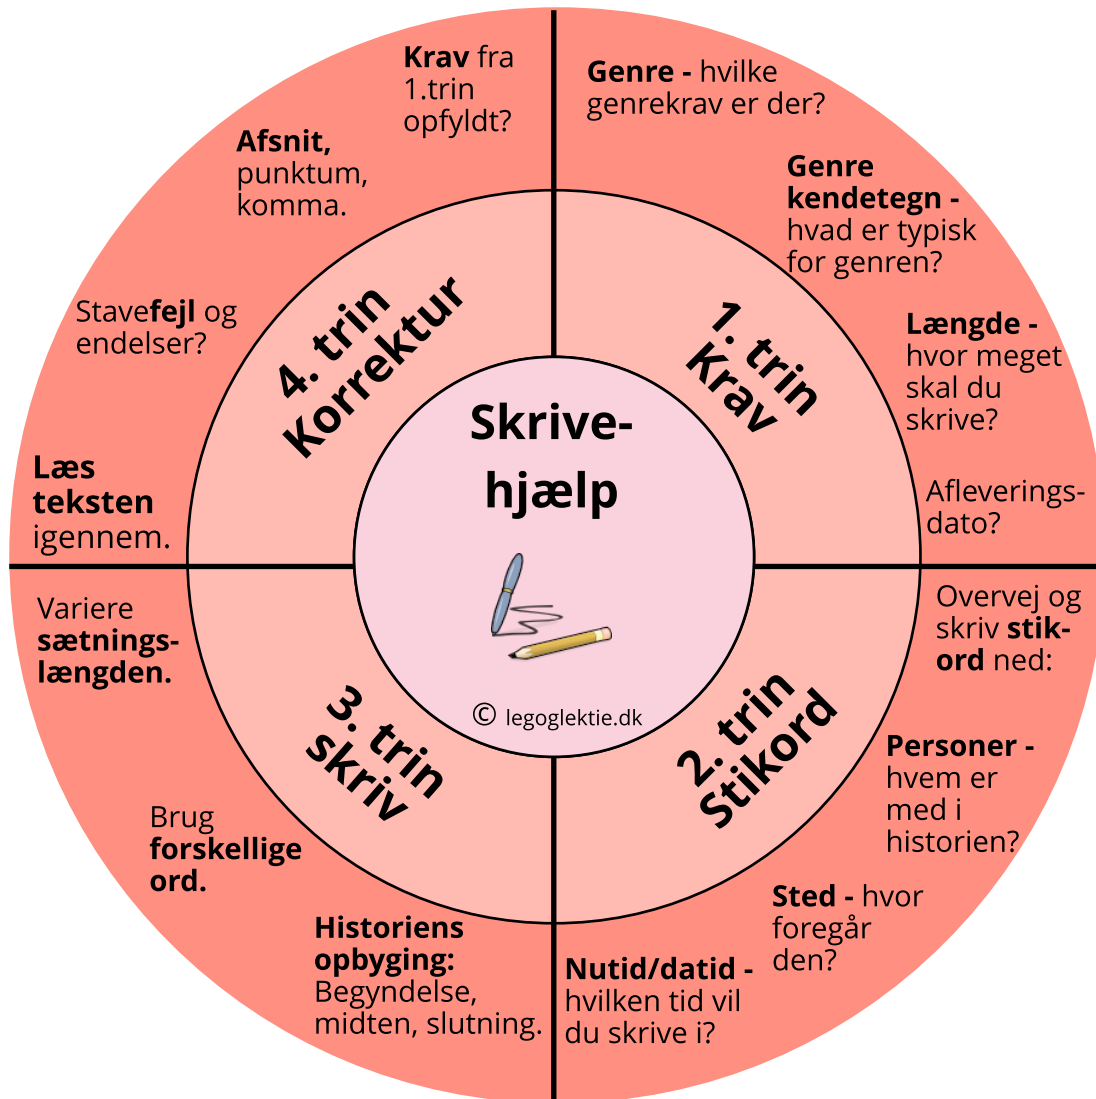 Skrive-
hjælp
© legoglektie.dk
1. trin
Krav
Genre - hvilke
genrekrav er der?
Genre
kendetegn -
hvad er typisk
for genren?
Længde -
hvor meget
skal du
skrive?
Afleverings-
dato?
2. trin
Stikord
Overvej og
skriv stik-
ord ned:
Personer -
hvem er
med i
historien?
Sted - hvor
foregår
den?
Nutid/datid -
hvilken tid vil
du skrive i?
3. trin
skriv
Historiens
opbyging:
Begyndelse,
midten, slutning.
Brug
forskellige
ord.
Variere
sætnings-
længden.
4. trin
Korrektur
Læs
teksten
igennem.
Stavefejl og
endelser?
Afsnit,
punktum,
komma.
Krav fra
1.trin
opfyldt?